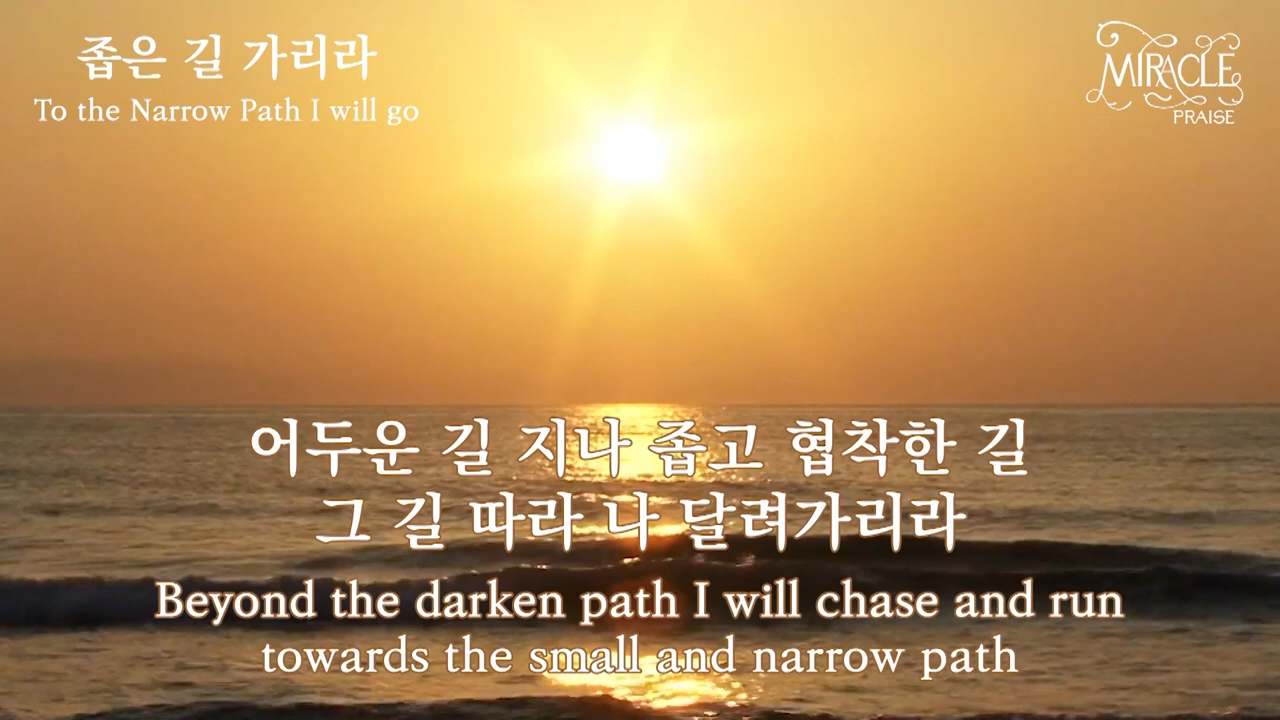 좁은 길 가리라
To the Narrow Path I will go
MIRACLE
PRAISE
어두운 길 지나 좁고 협착한 길
그 길 따라 나 달려가리라
Beyond the darken path I will chase and run
towards the small and narrow path